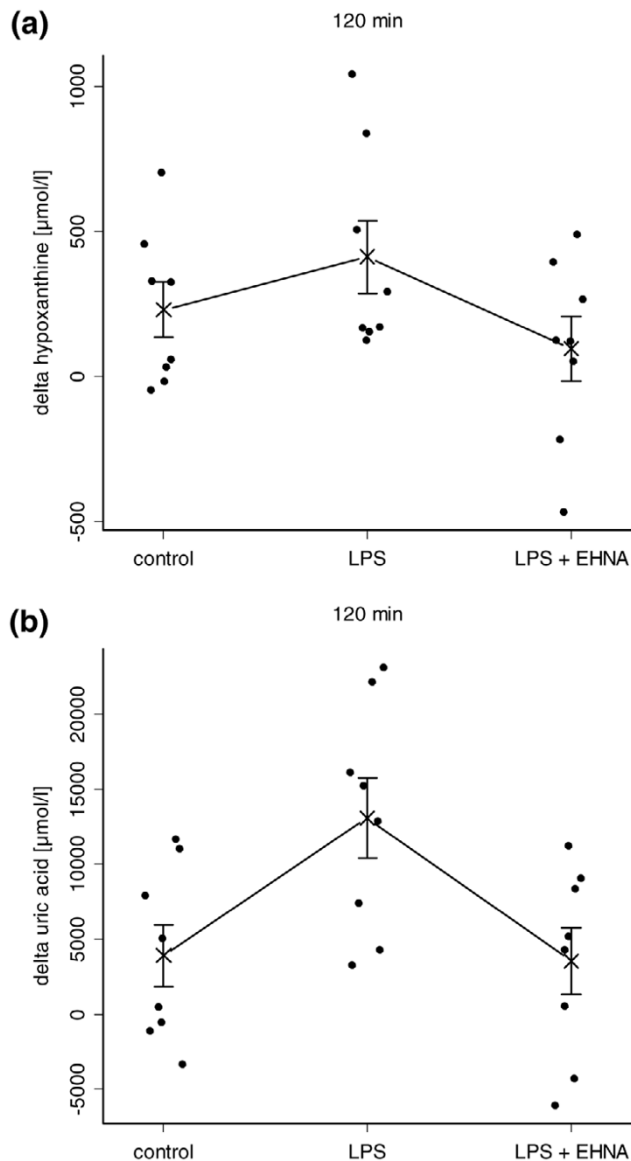 (a)
120 min
delta hypoxanthine [µmol/l]
1000
500
0
-500
control LPS LPS + EHNA
(b)
120 min
delta uric acid [µmol/l]
20000
15000
10000
5000
0
-5000
control LPS LPS + EHNA